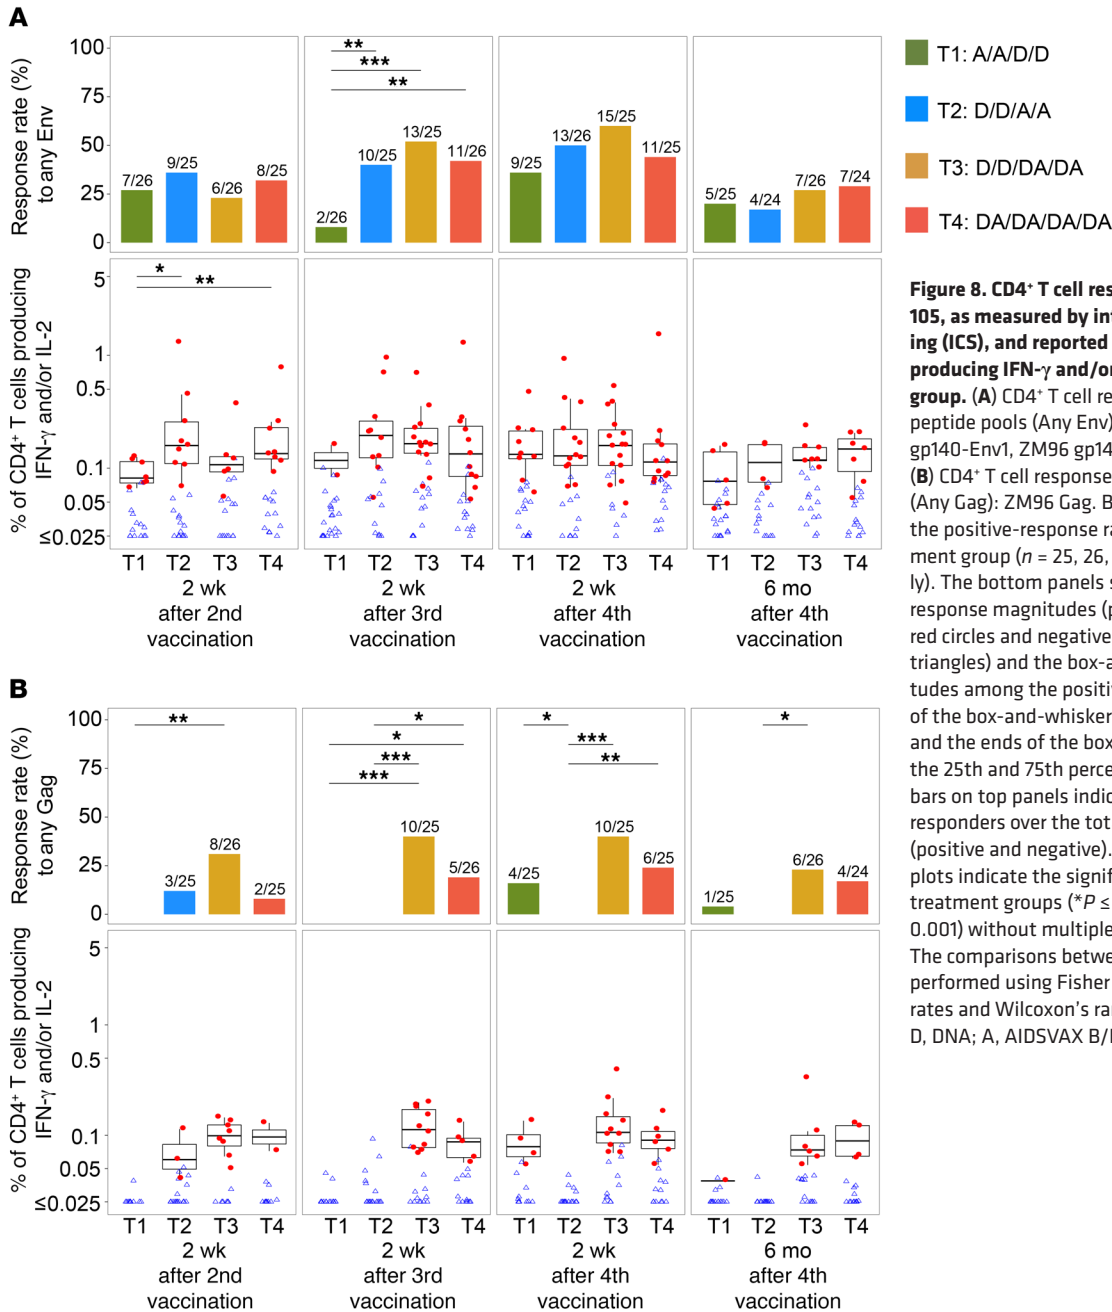 A
Response rate (%)
to any Env
100
75
50
25
0
**
***
**
7/26
9/25
6/26
8/25
2/26
10/25
13/25
11/26
9/25
13/26
15/25
11/25
5/25
4/24
7/26
7/24
% of CD4+ T cells producing
IFN-γ and/or IL-2
5
1
0.5
0.1
0.05
≤0.025
*
**
T1 T2 T3 T4 T1 T2 T3 T4 T1 T2 T3 T4 T1 T2 T3 T4
2 wk 2 wk 2 wk 6 mo
after 2nd after 3rd after 4th after 4th
vaccination vaccination vaccination vaccination
T1: A/A/D/D
T2: D/D/A/A
T3: D/D/DA/DA
T4: DA/DA/DA/DA
Figure 8. CD4+ T cell res
105, as measured by in
ing (ICS), and reported
producing IFN-γ and/or
group. (A) CD4+ T cell re
peptide pools (Any Env)
gp140-Env1, ZM96 gp14
(B) CD4+ T cell response
(Any Gag): ZM96 Gag. B
the positive-response ra
ment group (n = 25, 26,
ly). The bottom panels s
response magnitudes (p
red circles and negative
triangles) and the box-a
tudes among the positiv
of the box-and-whisker
and the ends of the box
the 25th and 75th perce
bars on top panels indic
responders over the tot
(positive and negative).
plots indicate the signif
treatment groups (*P ≤
0.001) without multiple
The comparisons betwe
performed using Fisher
rates and Wilcoxon's ra
D, DNA; A, AIDSVAX B/
B
Response rate (%)
to any Gag
100
75
50
25
0
**
*
*
***
***
*
***
**
*
3/25
8/26
2/25
10/25
5/26
4/25
10/25
6/25
1/25
6/26
4/24
% of CD4+ T cells producing
IFN-γ and/or IL-2
5
1
0.5
0.1
0.05
≤0.025
T1 T2 T3 T4 T1 T2 T3 T4 T1 T2 T3 T4 T1 T2 T3 T4
2 wk 2 wk 2 wk 6 mo
after 2nd after 3rd after 4th after 4th
vaccination vaccination vaccination vaccination